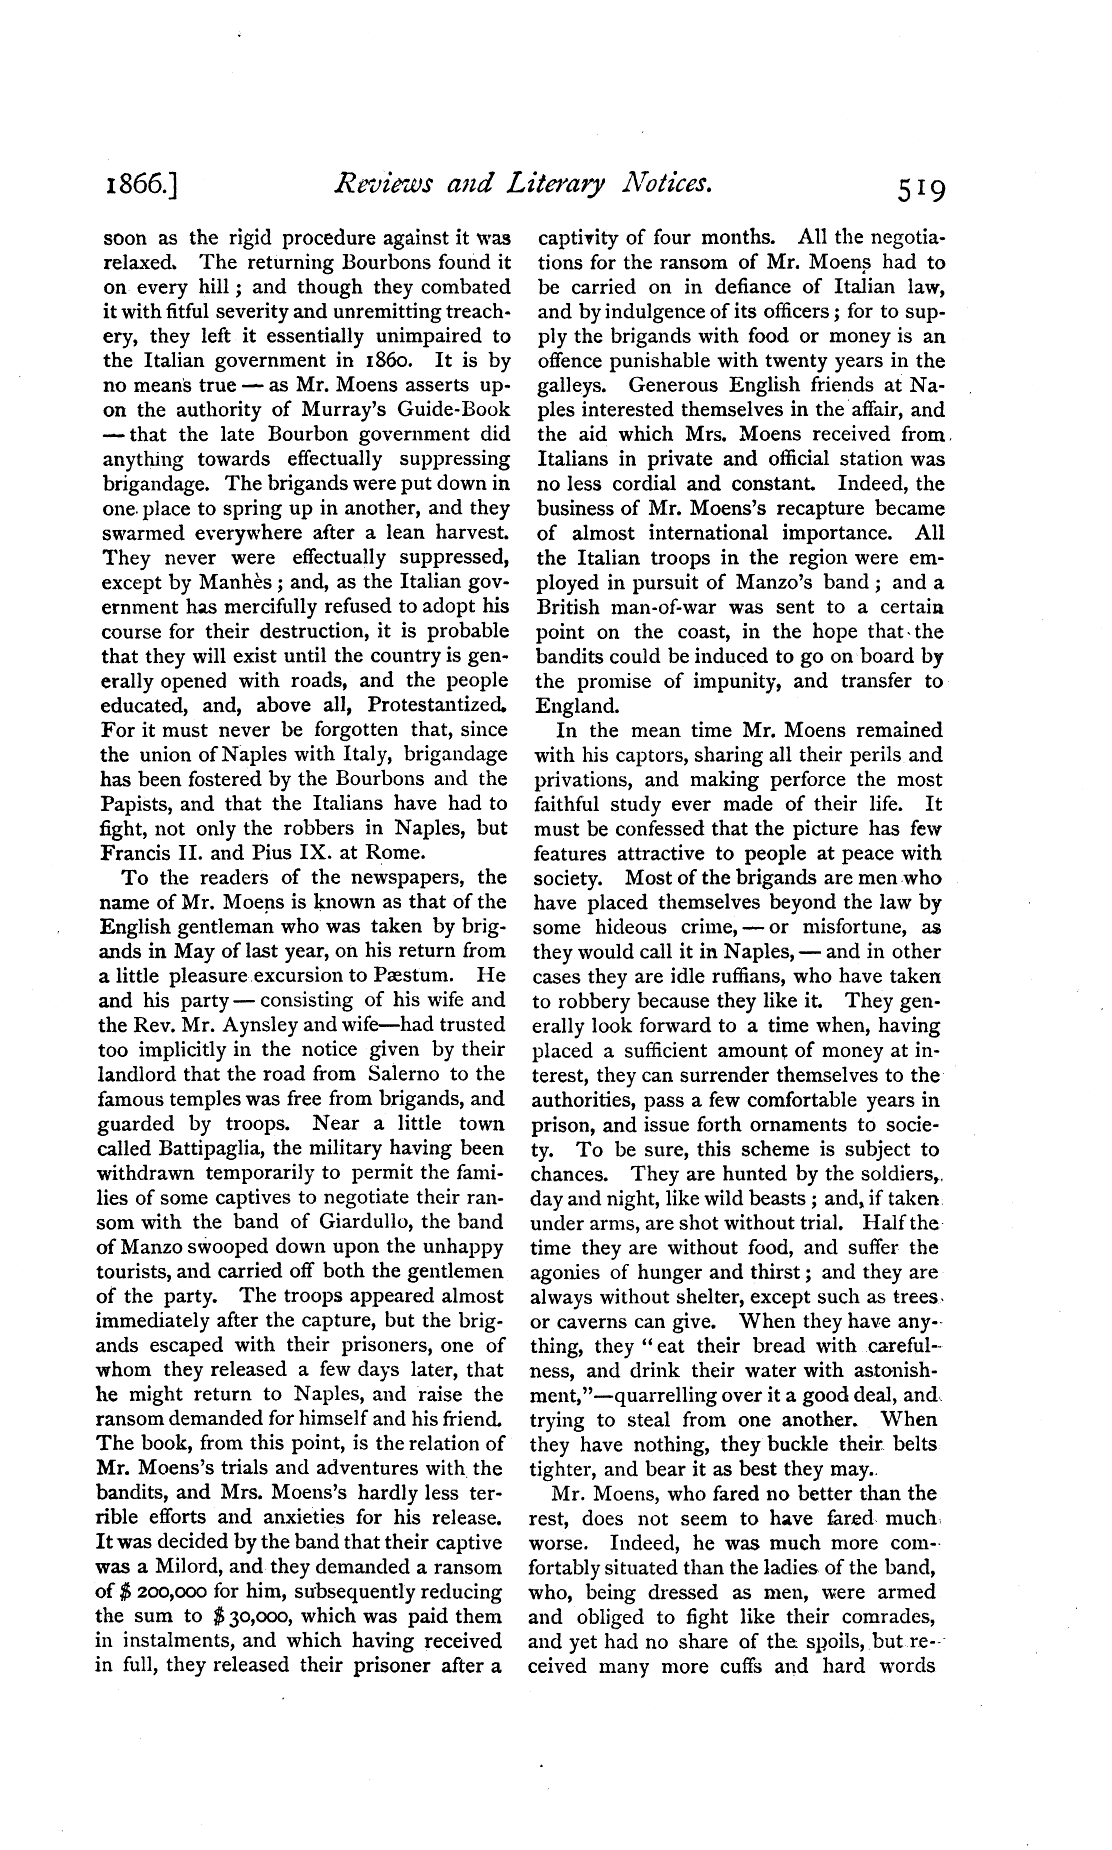 1866.] Reviews and Literary Notices. 519
soon as the rigid procedure against it was
relaxed. The returning Bourbons found it
on every hill ; and though they combated
it with fitful severity and unremitting treach-
ery, they left it essentially unimpaired to
the Italian government in 1860. It is by
no means true — as Mr. Moens asserts up-
on the authority of Murray's Guide-Book
— that the late Bourbon government did
anything towards effectually suppressing
brigandage. The brigands were put down in
one place to spring up in another, and they
swarmed everywhere after a lean harvest.
They never were effectually suppressed,
except by Manhès ; and, as the Italian gov-
ernment has mercifully refused to adopt his
course for their destruction, it is probable
that they will exist until the country is gen-
erally opened with roads, and the people
educated, and, above all, Protestantized.
For it must never be forgotten that, since
the union of Naples with Italy, brigandage
has been fostered by the Bourbons and the
Papists, and that the Italians have had to
fight, not only the robbers in Naples, but
Francis II. and Pius IX. at Rome.
To the readers of the newspapers, the
name of Mr. Moens is known as that of the
English gentleman who was taken by brig-
ands in May of last year, on his return from
a little pleasure excursion to Pæstum. He
and his party — consisting of his wife and
the Rev. Mr. Aynsley and wife—had trusted
too implicitly in the notice given by their
landlord that the road from Salerno to the
famous temples was free from brigands, and
guarded by troops. Near a little town
called Battipaglia, the military having been
withdrawn temporarily to permit the fami-
lies of some captives to negotiate their ran-
som with the band of Giardullo, the band
of Manzo swooped down upon the unhappy
tourists, and carried off both the gentlemen
of the party. The troops appeared almost
immediately after the capture, but the brig-
ands escaped with their prisoners, one of
whom they released a few days later, that
he might return to Naples, and raise the
ransom demanded for himself and his friend.
The book, from this point, is the relation of
Mr. Moens's trials and adventures with the
bandits, and Mrs. Moens's hardly less ter-
rible efforts and anxieties for his release.
It was decided by the band that their captive
was a Milord, and they demanded a ransom
of $ 200,000 for him, subsequently reducing
the sum to $ 30,000, which was paid them
in instalments, and which having received
in full, they released their prisoner after a
captivity of four months. All the negotia-
tions for the ransom of Mr. Moens had to
be carried on in defiance of Italian law,
and by indulgence of its officers ; for to sup-
ply the brigands with food or money is an
offence punishable with twenty years in the
galleys. Generous English friends at Na-
ples interested themselves in the affair, and
the aid which Mrs. Moens received from
Italians in private and official station was
no less cordial and constant. Indeed, the
business of Mr. Moens's recapture became
of almost international importance. All
the Italian troops in the region were em-
ployed in pursuit of Manzo's band ; and a
British man-of-war was sent to a certain
point on the coast, in the hope that the
bandits could be induced to go on board by
the promise of impunity, and transfer to
England.
In the mean time Mr. Moens remained
with his captors, sharing all their perils and
privations, and making perforce the most
faithful study ever made of their life. It
must be confessed that the picture has few
features attractive to people at peace with
society. Most of the brigands are men who
have placed themselves beyond the law by
some hideous crime, — or misfortune, as
they would call it in Naples, — and in other
cases they are idle ruffians, who have taken
to robbery because they like it. They gen-
erally look forward to a time when, having
placed a sufficient amount of money at in-
terest, they can surrender themselves to the
authorities, pass a few comfortable years in
prison, and issue forth ornaments to socie-
ty. To be sure, this scheme is subject to
chances. They are hunted by the soldiers,
day and night, like wild beasts ; and, if taken
under arms, are shot without trial. Half the
time they are without food, and suffer the
agonies of hunger and thirst ; and they are
always without shelter, except such as trees
or caverns can give. When they have any-
thing, they "eat their bread with careful-
ness, and drink their water with astonish-
ment,"—quarrelling over it a good deal, and
trying to steal from one another. When
they have nothing, they buckle their belts
tighter, and bear it as best they may.
Mr. Moens, who fared no better than the
rest, does not seem to have fared much
worse. Indeed, he was much more com-
fortably situated than the ladies of the band,
who, being dressed as men, were armed
and obliged to fight like their comrades,
and yet had no share of the spoils, but re-
ceived many more cuffs and hard words